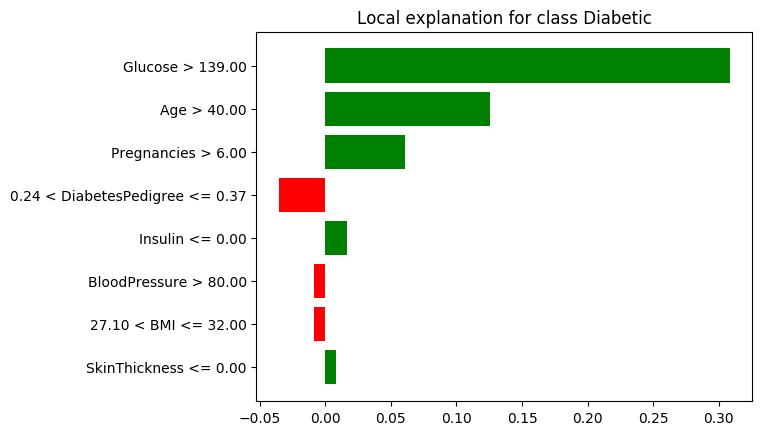 Local explanation for class Diabetic
Glucose > 139.00
Age > 40.00
Pregnancies > 6.00
0.24 < DiabetesPedigree <= 0.37
Insulin <= 0.00
BloodPressure > 80.00
27.10 < BMI <= 32.00
SkinThickness <= 0.00
−0.05 0.00 0.05 0.10 0.15 0.20 0.25 0.30